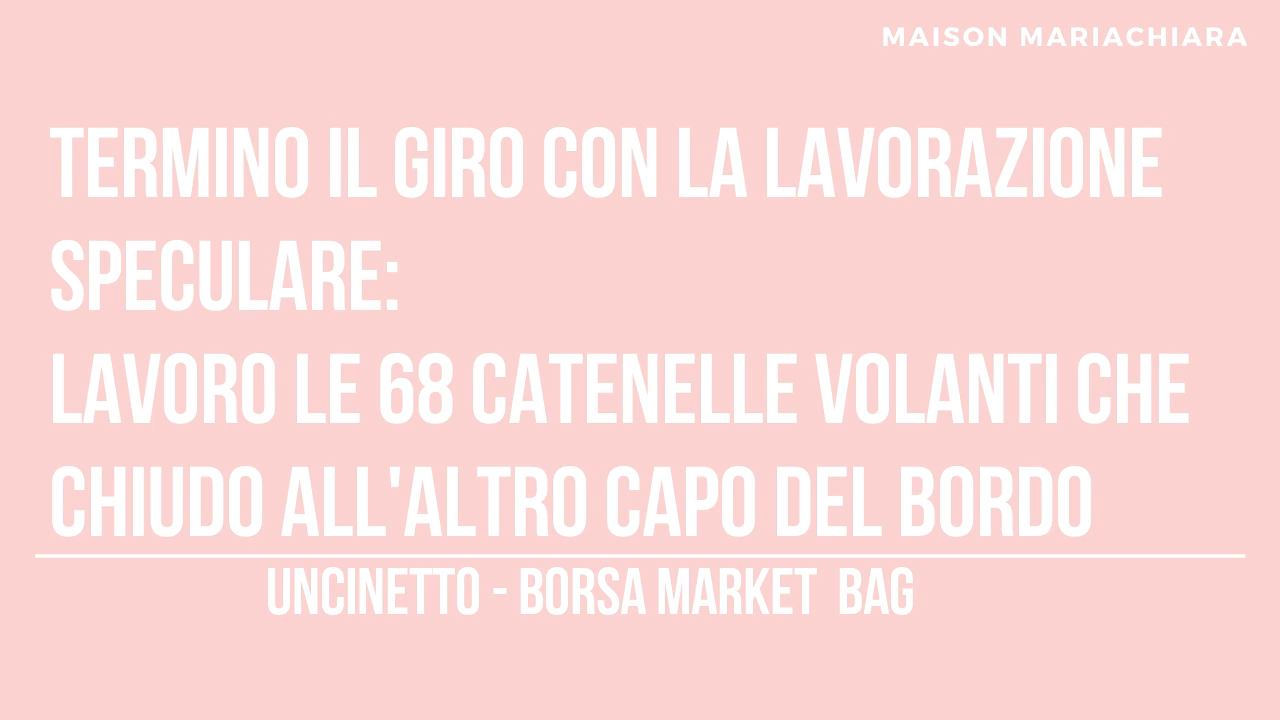 MAISON MARIACHIARA
TERMINO IL GIRO CON LA LAVORAZIONE
SPECULARE:
LAVORO LE 68 CATENELLE VOLANTI CHE
CHIUDO ALL'ALTRO CAPO DEL BORDO
UNCINETTO - BORSA MARKET BAG